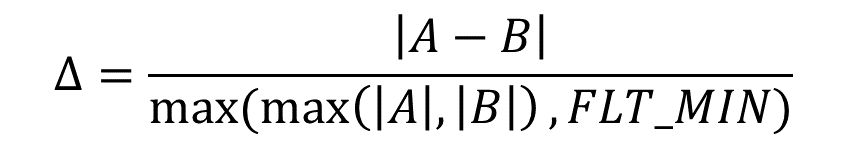 Δ = |A − B| / max(max(|A|, |B|) , FLT_MIN)